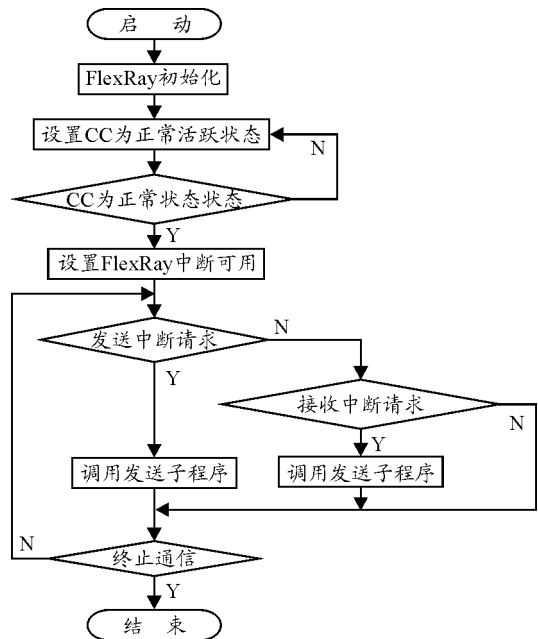 启 动
FlexRay初始化
设置CC为正常活跃状态
N
CC为正常状态状态
Y
设置FlexRay中断可用
发送中断请求
N
Y
接收中断请求
N
Y
调用发送子程序
调用发送子程序
N
终止通信
Y
结 束